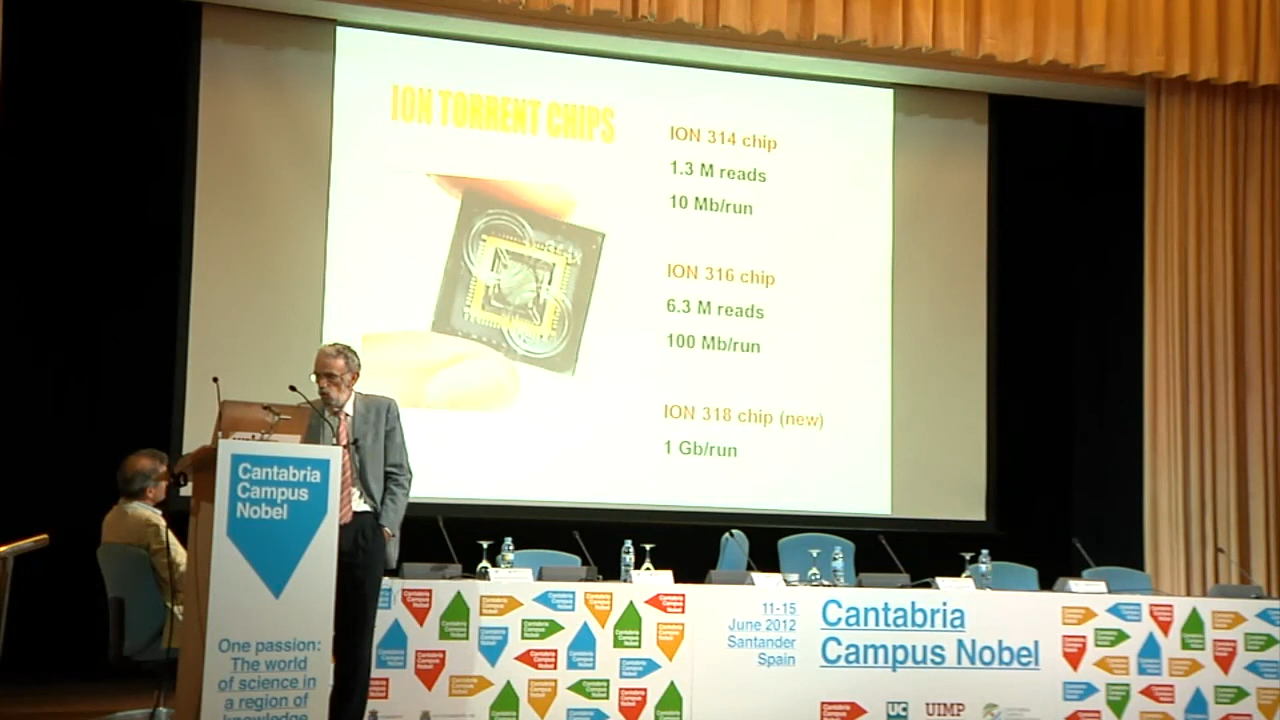 ION TORRENT CHIPS
ION 314 chip
1.3 M reads
10 Mb/run
ION 316 chip
6.3 M reads
100 Mb/run
ION 318 chip (new)
1 Gb/run
Cantabria
Campus
Nobel
One passion:
The world
of science in
a region of
knowledge
11-15
June 2012
Santander
Spain
Cantabria
Campus Nobel
UC
UIMP